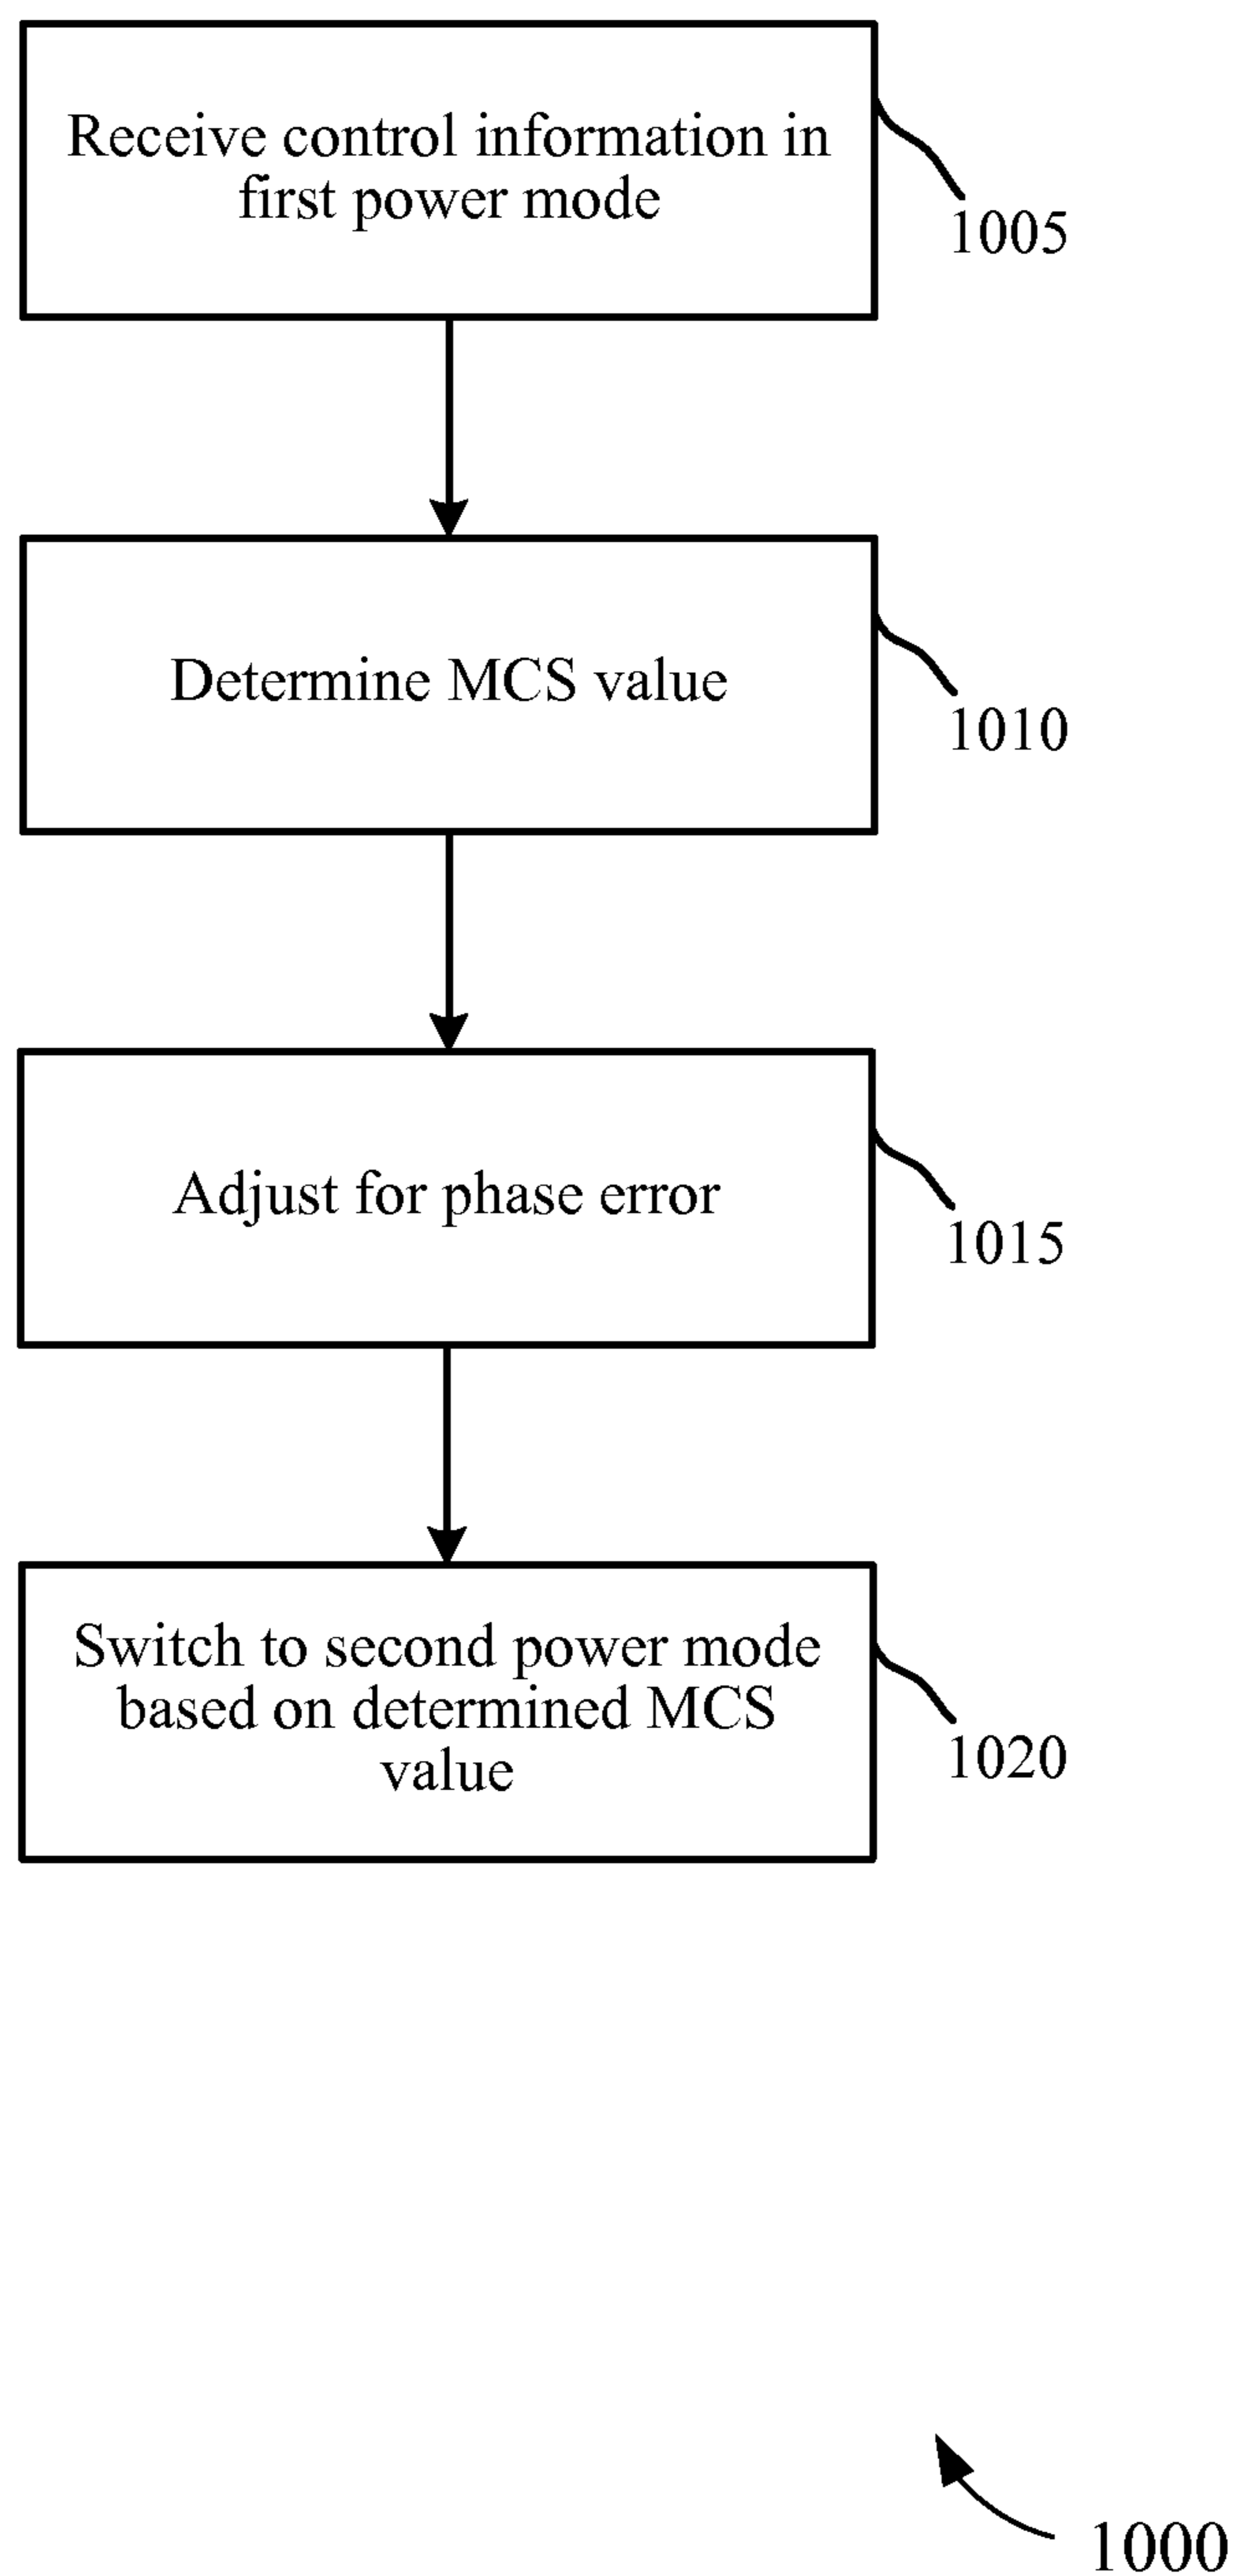 Receive control information in
first power mode
1005
Determine MCS value
1010
Adjust for phase error
1015
Switch to second power mode
based on determined MCS
value
1020
1000